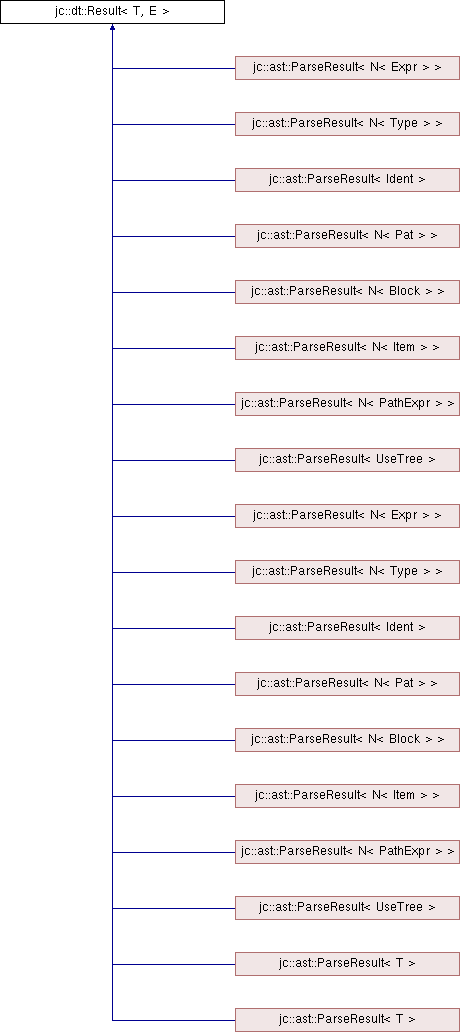 jc::dt::Result< T, E >
jc::ast::ParseResult< N< Expr > >
jc::ast::ParseResult< N< Type > >
jc::ast::ParseResult< Ident >
jc::ast::ParseResult< N< Pat > >
jc::ast::ParseResult< N< Block > >
jc::ast::ParseResult< N< Item > >
jc::ast::ParseResult< N< PathExpr > >
jc::ast::ParseResult< UseTree >
jc::ast::ParseResult< N< Expr > >
jc::ast::ParseResult< N< Type > >
jc::ast::ParseResult< Ident >
jc::ast::ParseResult< N< Pat > >
jc::ast::ParseResult< N< Block > >
jc::ast::ParseResult< N< Item > >
jc::ast::ParseResult< N< PathExpr > >
jc::ast::ParseResult< UseTree >
jc::ast::ParseResult< T >
jc::ast::ParseResult< T >